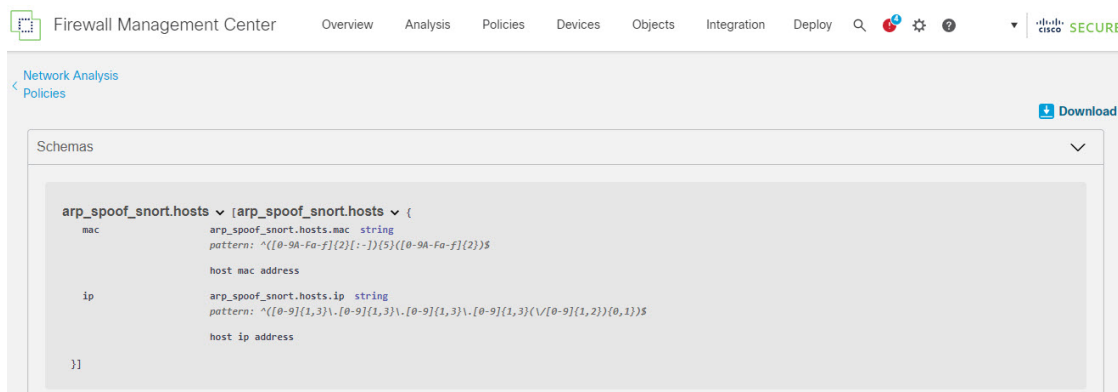 Firewall Management Center Overview Analysis Policies Devices Objects Integration Deploy 4 ? cisco SECURE
Network Analysis
Policies
Download
Schemas
arp_spoof_snort.hosts [arp_spoof_snort.hosts {
mac arp_spoof_snort.hosts.mac string
pattern: ^([0-9A-Fa-f]{2}[:-]){5}([0-9A-Fa-f]{2})$
host mac address
ip arp_spoof_snort.hosts.ip string
pattern: ^([0-9]{1,3}\.[0-9]{1,3}\.[0-9]{1,3}\.[0-9]{1,3}(\/[0-9]{1,2}){0,1})$
host ip address
}]